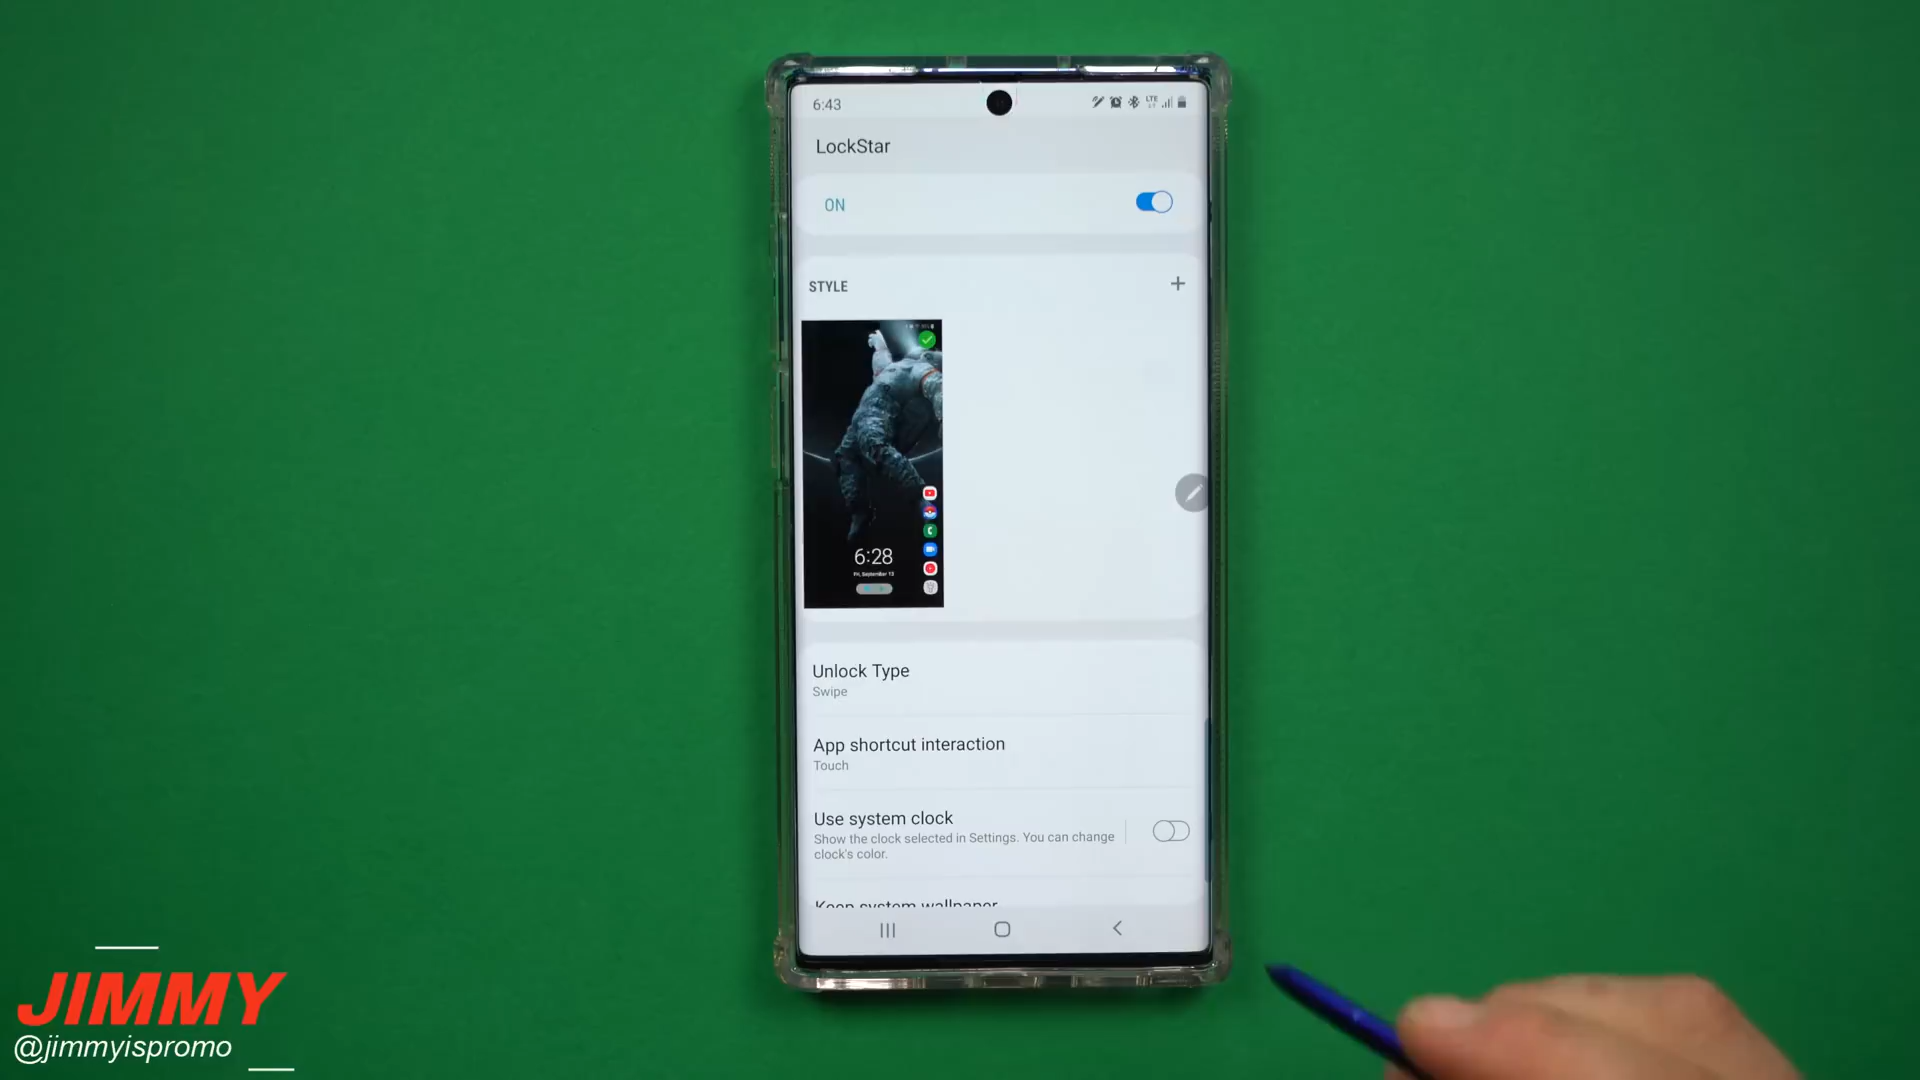 6:43
LTE
LockStar
ON
STYLE
6:28
Fri, September 13
Unlock Type
Swipe
App shortcut interaction
Touch
Use system clock
Show the clock selected in Settings. You can change
clock's color.
Keep system wallpaper
JIMMY
@jimmyispromo